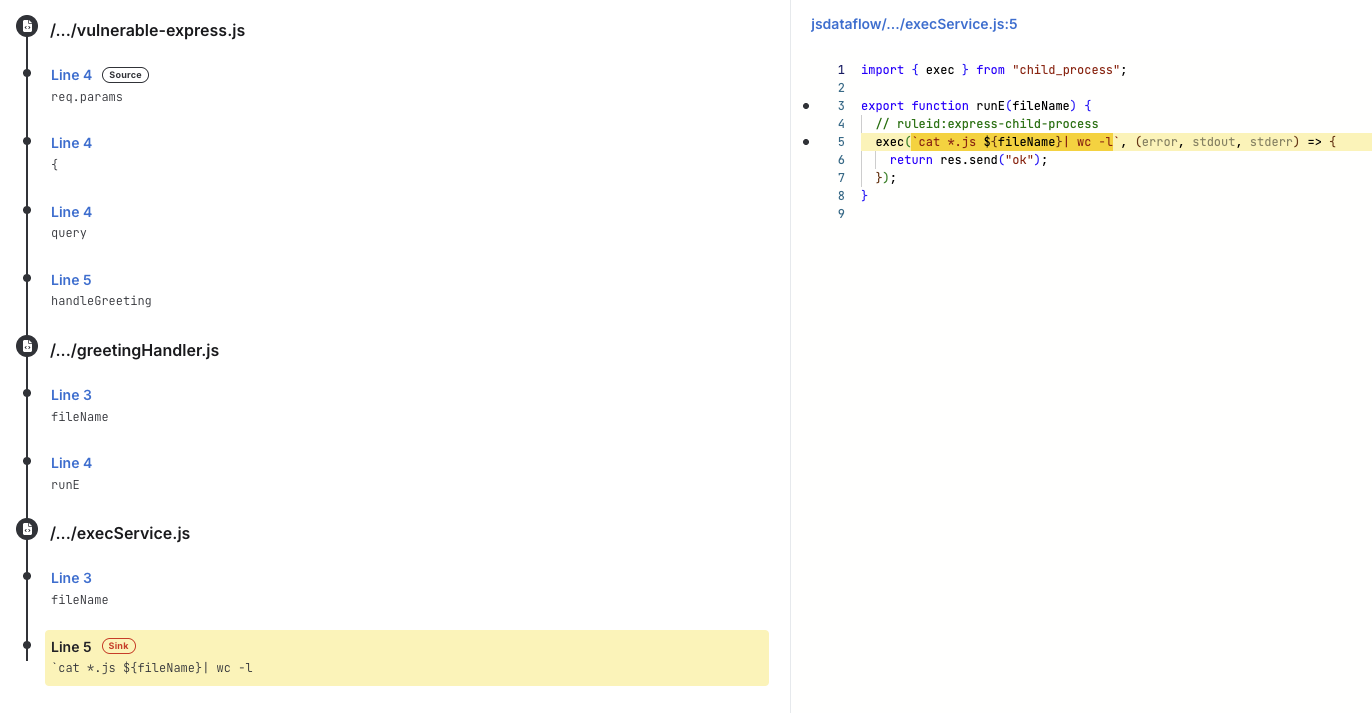 /.../vulnerable-express.js
Line 4 Source
req.params
Line 4
{
Line 4
query
Line 5
handleGreeting
/.../greetingHandler.js
Line 3
fileName
Line 4
runE
/.../execService.js
Line 3
fileName
Line 5 Sink
`cat *.js ${fileName}| wc -l
jsdataflow/.../execService.js:5
1 import { exec } from "child_process";
2
3 export function runE(fileName) {
4   // ruleid:express-child-process
5   exec(`cat *.js ${fileName}| wc -l`, (error, stdout, stderr) => {
6     return res.send("ok");
7   });
8 }
9